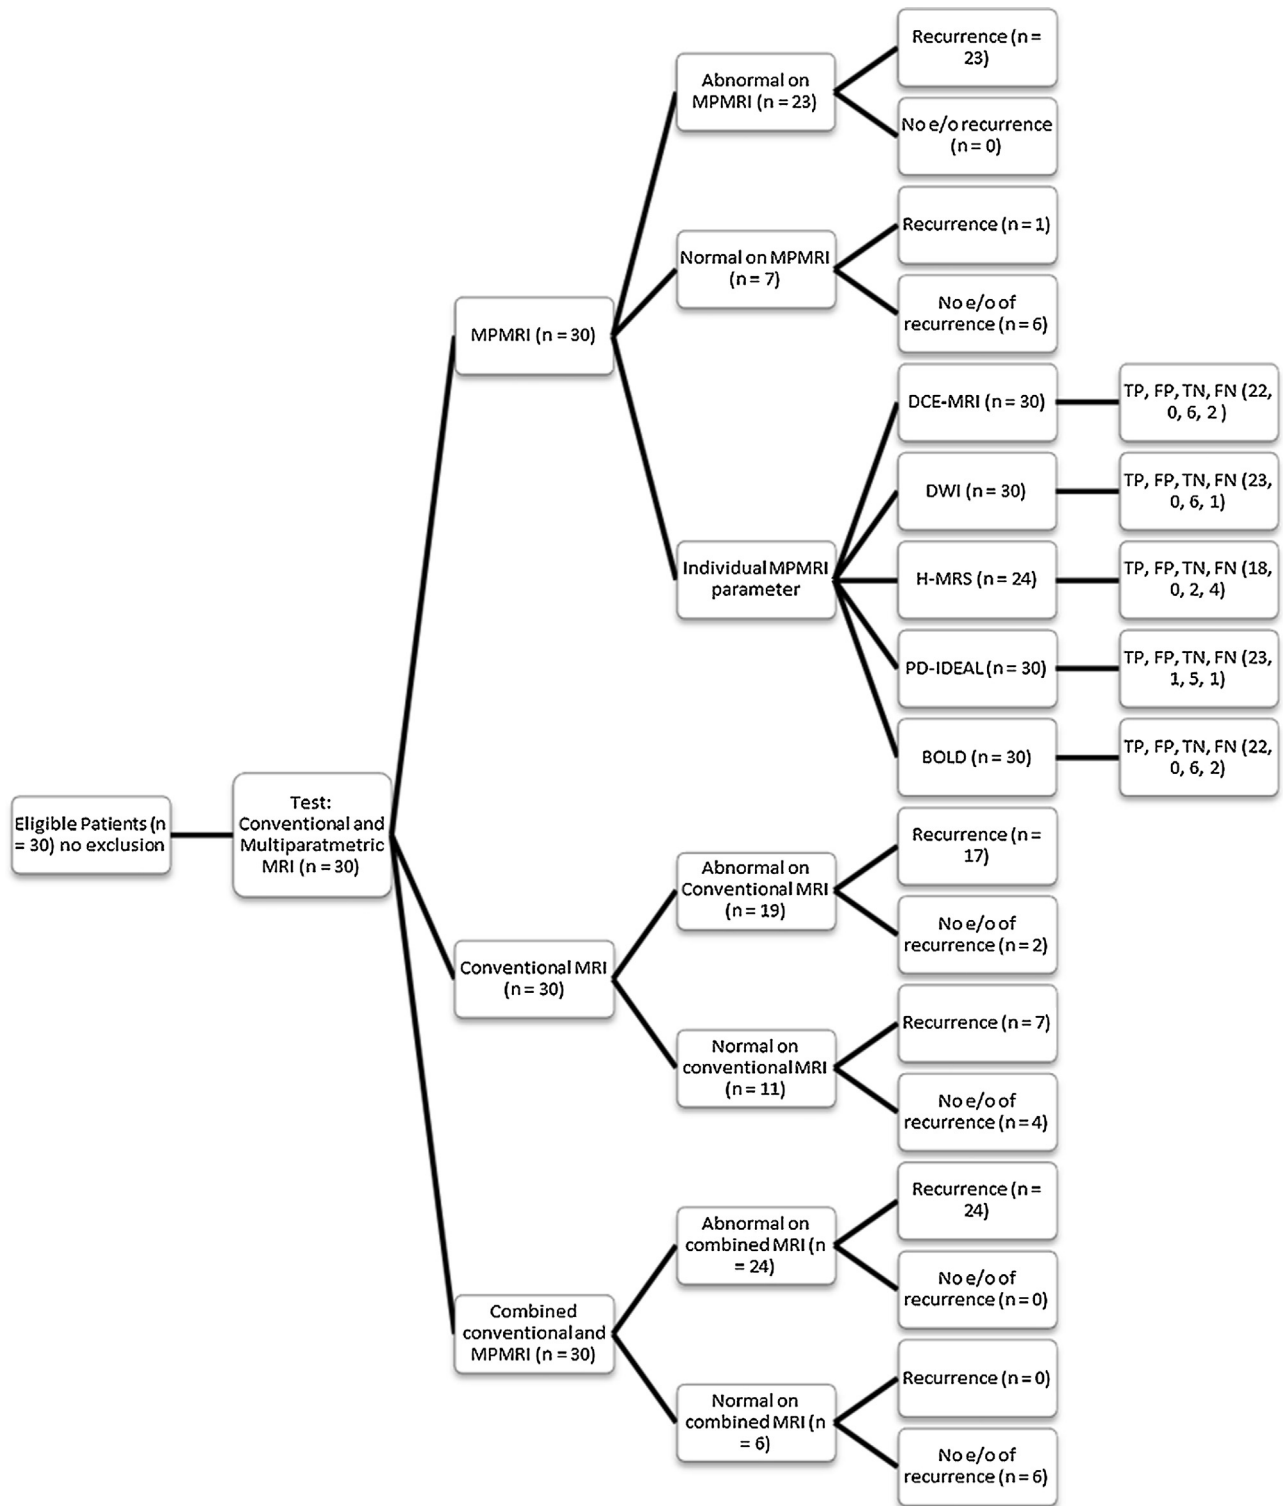 Eligible Patients (n
= 30) no exclusion
Test:
Conventional and
Multiparatmetric
MRI (n = 30)
MPMRI (n = 30)
Abnormal on
MPMRI (n = 23)
Recurrence (n =
23)
No e/o recurrence
(n = 0)
Normal on MPMRI
(n = 7)
Recurrence (n = 1)
No e/o of
recurrence (n = 6)
Individual MPMRI
parameter
DCE-MRI (n = 30)
TP, FP, TN, FN (22,
0, 6, 2 )
DWI (n = 30)
TP, FP, TN, FN (23,
0, 6, 1)
H-MRS (n = 24)
TP, FP, TN, FN (18,
0, 2, 4)
PD-IDEAL (n = 30)
TP, FP, TN, FN (23,
1, 5, 1)
BOLD (n = 30)
TP, FP, TN, FN (22,
0, 6, 2)
Conventional MRI
(n = 30)
Abnormal on
Conventional MRI
(n = 19)
Recurrence (n =
17)
No e/o of
recurrence (n = 2)
Normal on
conventional MRI
(n = 11)
Recurrence (n = 7)
No e/o of
recurrence (n = 4)
Combined
conventional and
MPMRI (n = 30)
Abnormal on
combined MRI (n
= 24)
Recurrence (n =
24)
No e/o of
recurrence (n = 0)
Normal on
combined MRI (n
= 6)
Recurrence (n = 0)
No e/o of
recurrence (n = 6)